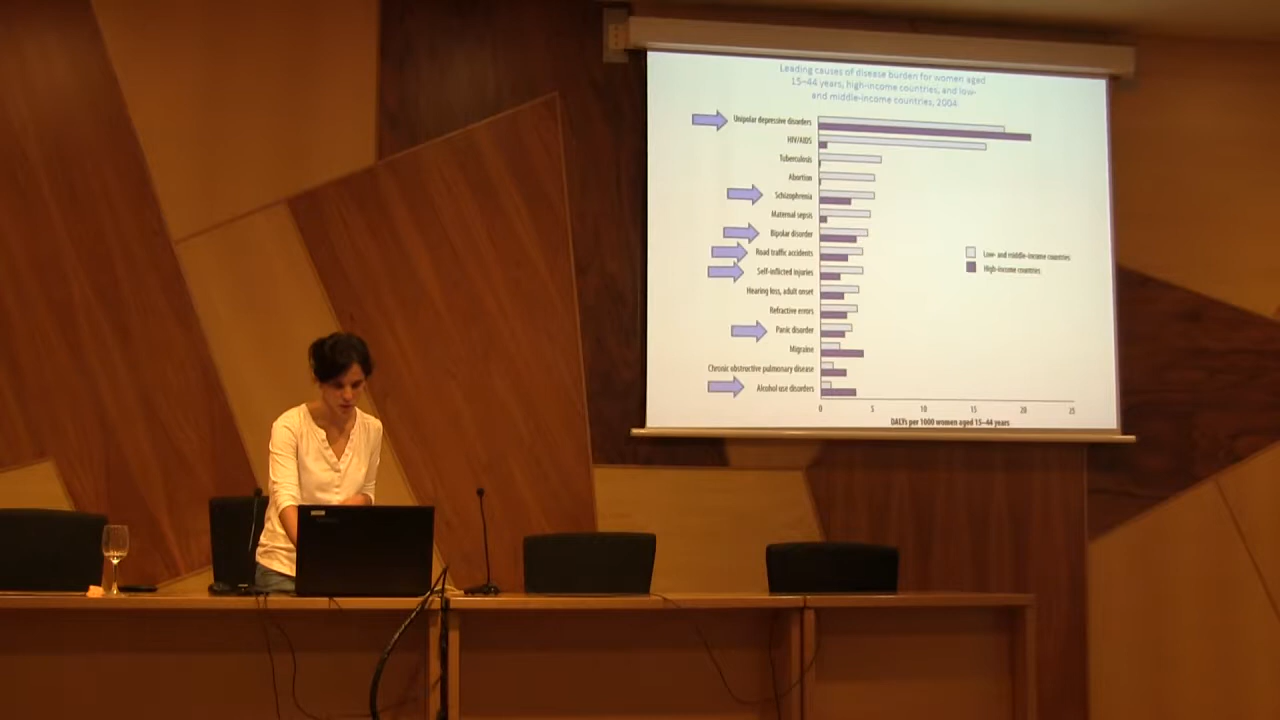 Leading causes of disease burden for women aged
15–44 years, high-income countries, and low-
and middle-income countries, 2004
Unipolar depressive disorders
HIV/AIDS
Tuberculosis
Abortion
Schizophrenia
Maternal sepsis
Bipolar disorder
Road traffic accidents
Self-inflicted injuries
Hearing loss, adult onset
Refractive errors
Panic disorder
Migraine
Chronic obstructive pulmonary disease
Alcohol use disorders
Low- and middle-income countries
High-income countries
0 5 10 15 20 25
DALYs per 1000 women aged 15–44 years